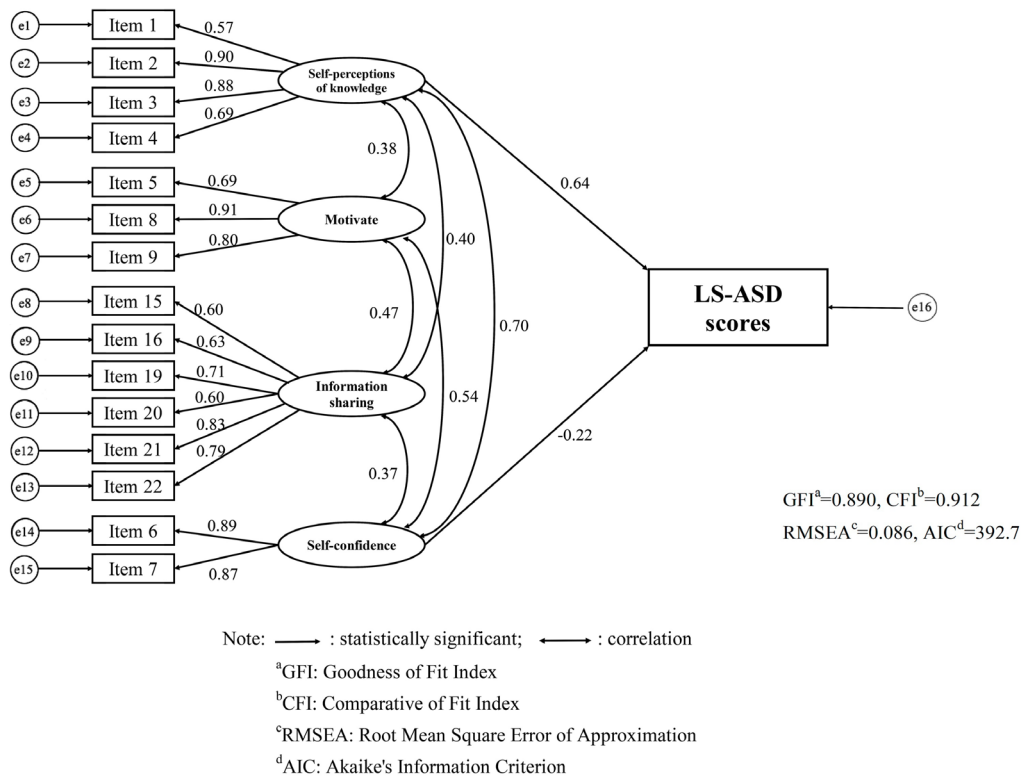 e1
Item 1
0.57
e2
Item 2
0.90
e3
Item 3
0.88
e4
Item 4
0.69
Self-perceptions
of knowledge
0.38
e5
Item 5
0.69
e6
Item 8
0.91
e7
Item 9
0.80
Motivate
0.64
0.40
0.47
0.70
0.54
e8
Item 15
0.60
e9
Item 16
0.63
e10
Item 19
0.71
e11
Item 20
0.60
e12
Item 21
0.83
e13
Item 22
0.79
Information
sharing
0.37
e14
Item 6
0.89
e15
Item 7
0.87
Self-confidence
-0.22
LS-ASD
scores
e16
GFIᵃ=0.890, CFIᵇ=0.912
RMSEAᶜ=0.086, AICᵈ=392.7
Note: : statistically significant; : correlation
ᵃGFI: Goodness of Fit Index
ᵇCFI: Comparative of Fit Index
ᶜRMSEA: Root Mean Square Error of Approximation
ᵈAIC: Akaike's Information Criterion